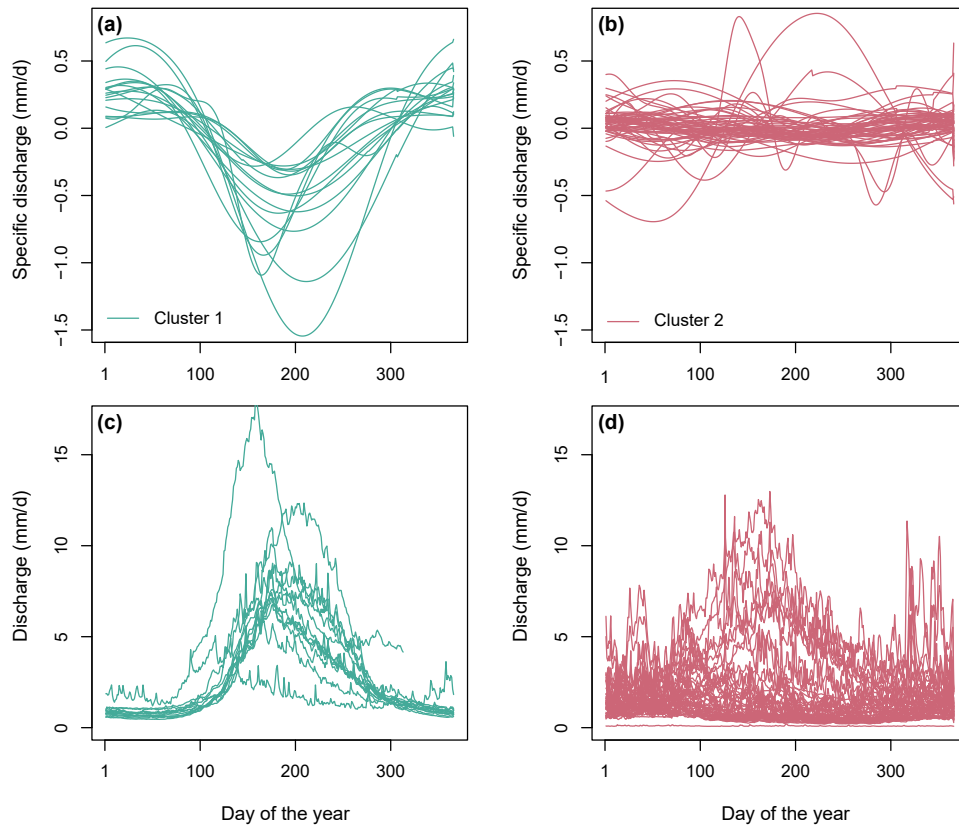 (a)
(b)
Specific discharge (mm/d)
0.5
0.0
−0.5
−1.0
−1.5
Cluster 1
1 100 200 300
Specific discharge (mm/d)
0.5
0.0
−0.5
−1.0
−1.5
Cluster 2
1 100 200 300
(c)
(d)
Discharge (mm/d)
15
10
5
0
1 100 200 300
Day of the year
Discharge (mm/d)
15
10
5
0
1 100 200 300
Day of the year